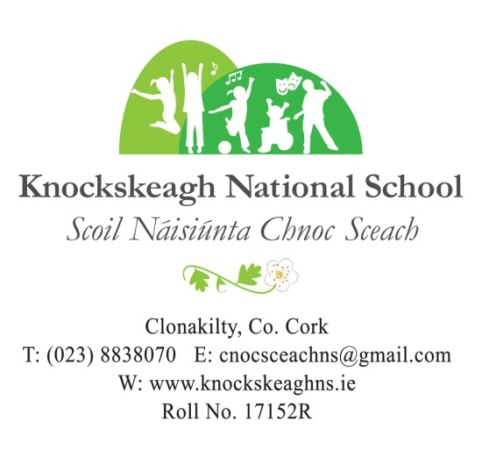 Knockskeagh National School
Scoil Náisiúnta Chnoc Sceach
Clonakilty, Co. Cork
T: (023) 8838070 E: cnocsceachns@gmail.com
W: www.knockskeaghns.ie
Roll No. 17152R